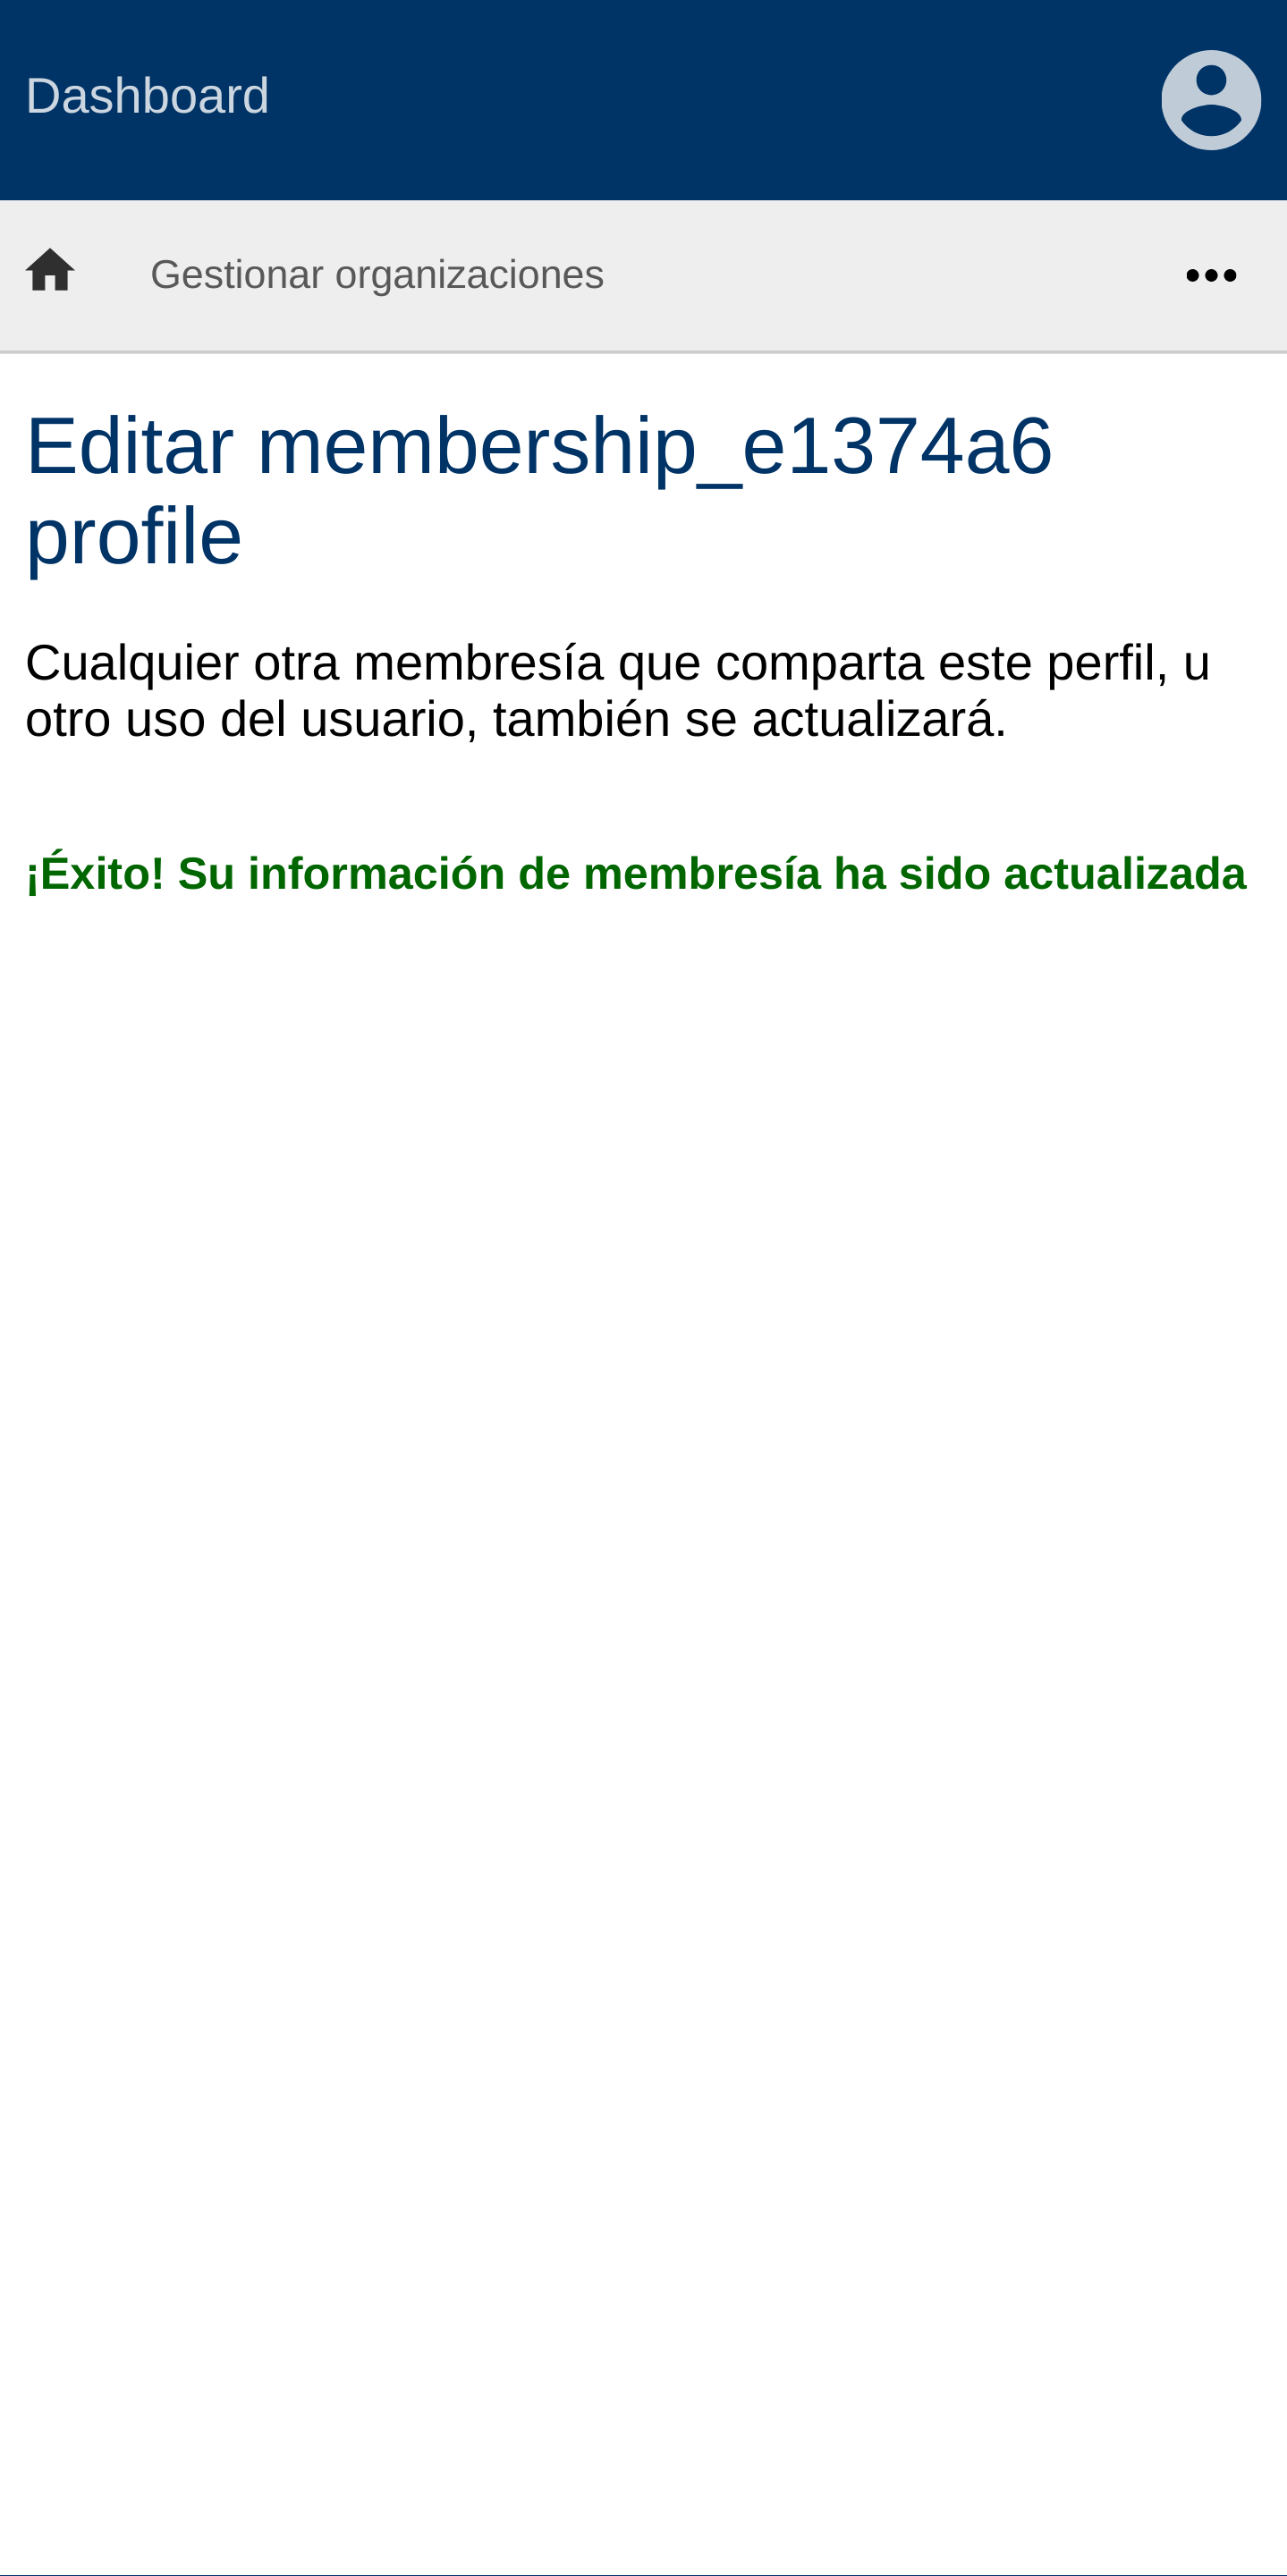 Dashboard
Gestionar organizaciones
Editar membership_e1374a6
profile
Cualquier otra membresía que comparta este perfil, u
otro uso del usuario, también se actualizará.
¡Éxito! Su información de membresía ha sido actualizada